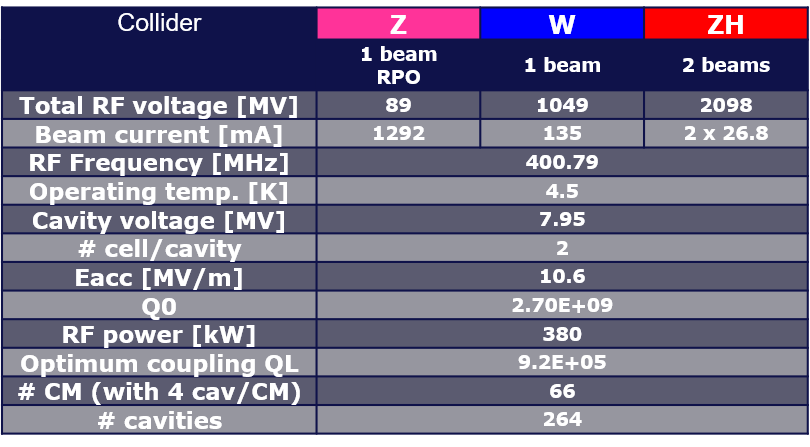 Collider Z W ZH
1 beam RPO 1 beam 2 beams
Total RF voltage [MV] 89 1049 2098
Beam current [mA] 1292 135 2 x 26.8
RF Frequency [MHz] 400.79
Operating temp. [K] 4.5
Cavity voltage [MV] 7.95
# cell/cavity 2
Eacc [MV/m] 10.6
Q0 2.70E+09
RF power [kW] 380
Optimum coupling QL 9.2E+05
# CM (with 4 cav/CM) 66
# cavities 264